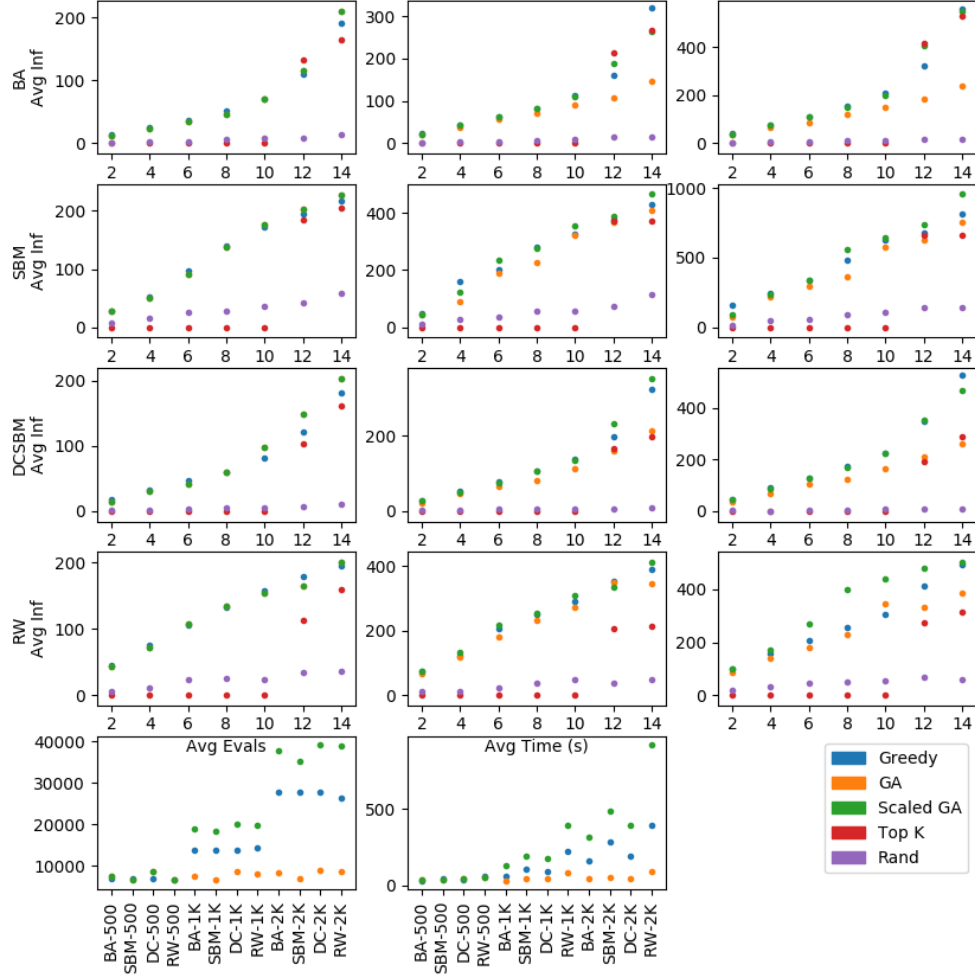 BA
Avg Inf
200
100
0
2 4 6 8 10 12 14
300
200
100
0
2 4 6 8 10 12 14
400
200
0
2 4 6 8 10 12 14
SBM
Avg Inf
200
100
0
2 4 6 8 10 12 14
400
200
0
2 4 6 8 10 12 14
1000
500
0
2 4 6 8 10 12 14
DCSBM
Avg Inf
200
100
0
2 4 6 8 10 12 14
200
0
2 4 6 8 10 12 14
400
200
0
2 4 6 8 10 12 14
RW
Avg Inf
200
100
0
2 4 6 8 10 12 14
400
200
0
2 4 6 8 10 12 14
400
200
0
2 4 6 8 10 12 14
Avg Evals
40000
30000
20000
10000
BA-500
SBM-500
DC-500
RW-500
BA-1K
SBM-1K
DC-1K
RW-1K
BA-2K
SBM-2K
DC-2K
RW-2K
Avg Time (s)
500
0
BA-500
SBM-500
DC-500
RW-500
BA-1K
SBM-1K
DC-1K
RW-1K
BA-2K
SBM-2K
DC-2K
RW-2K
Greedy
GA
Scaled GA
Top K
Rand